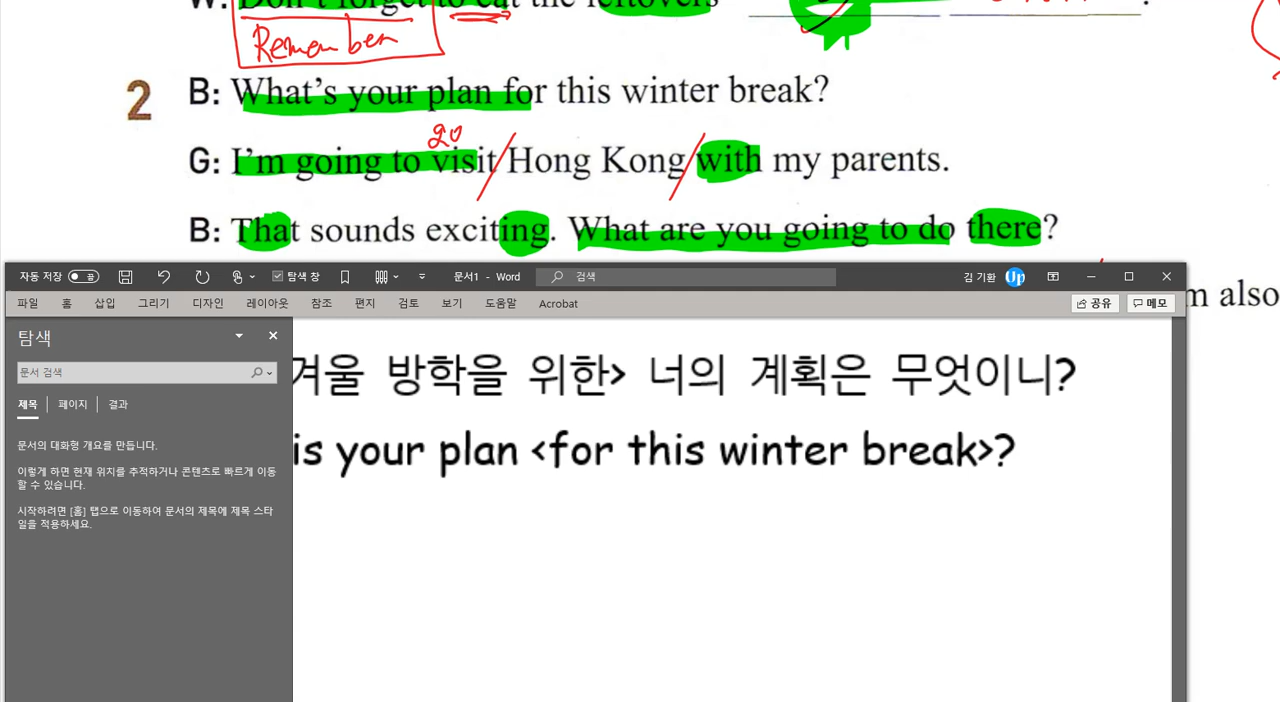 the leftovers
Remember
2 B: What's your plan for this winter break?
go
G: I'm going to visit Hong Kong with my parents.
B: That sounds exciting. What are you going to do there?
m also
자동 저장 탐색 창 문서1 - Word 검색 김 기환 Up
파일 홈 삽입 그리기 디자인 레이아웃 참조 편지 검토 보기 도움말 Acrobat 공유 메모
탐색
문서 검색
제목 페이지 결과
문서의 대화형 개요를 만듭니다.
이렇게 하면 현재 위치를 추적하거나 콘텐츠로 빠르게 이동
할 수 있습니다.
시작하려면 [홈] 탭으로 이동하여 문서의 제목에 제목 스타
일을 적용하세요.
겨울 방학을 위한> 너의 계획은 무엇이니?
is your plan <for this winter break>?